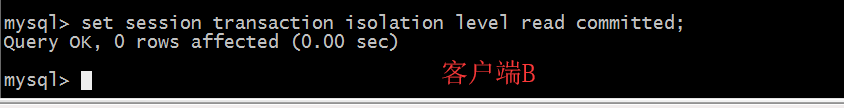 mysql> set session transaction isolation level read committed;
Query OK, 0 rows affected (0.00 sec)
mysql>
客户端B